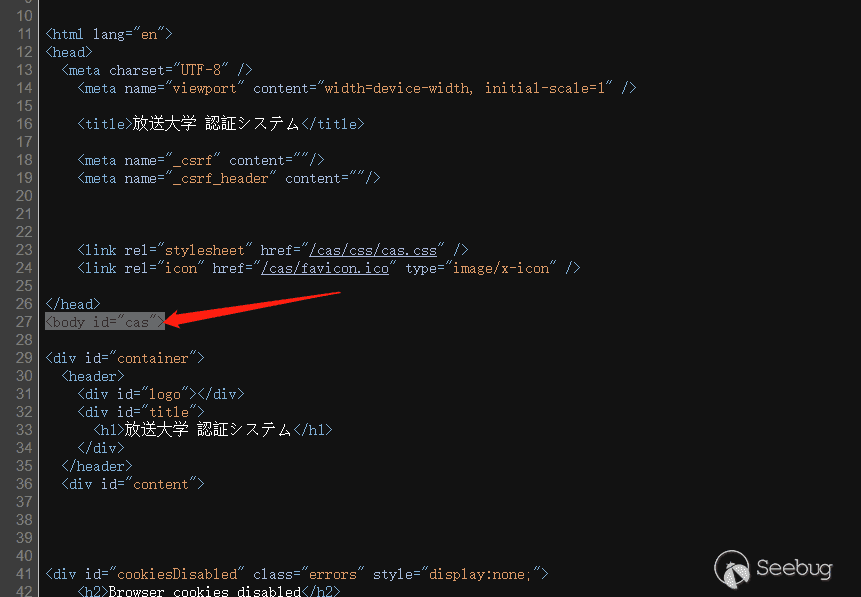 10
11 <html lang="en">
12 <head>
13 <meta charset="UTF-8" />
14 <meta name="viewport" content="width=device-width, initial-scale=1" />
15
16 <title>放送大学 認証システム</title>
17
18 <meta name="_csrf" content=""/>
19 <meta name="_csrf_header" content=""/>
20
21
22
23 <link rel="stylesheet" href="/cas/css/cas.css" />
24 <link rel="icon" href="/cas/favicon.ico" type="image/x-icon" />
25
26 </head>
27 <body id="cas">
28
29 <div id="container">
30 <header>
31 <div id="logo"></div>
32 <div id="title">
33 <h1>放送大学 認証システム</h1>
34 </div>
35 </header>
36 <div id="content">
37
38
39
40
41 <div id="cookiesDisabled" class="errors" style="display:none;">
42 <h2>Browser cookies disabled</h2>
Seebug